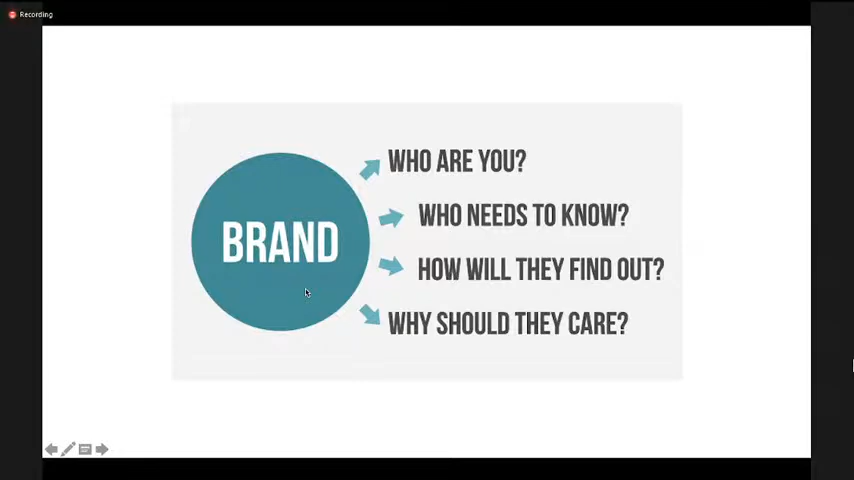 Recording
WHO ARE YOU?
WHO NEEDS TO KNOW?
BRAND
HOW WILL THEY FIND OUT?
WHY SHOULD THEY CARE?